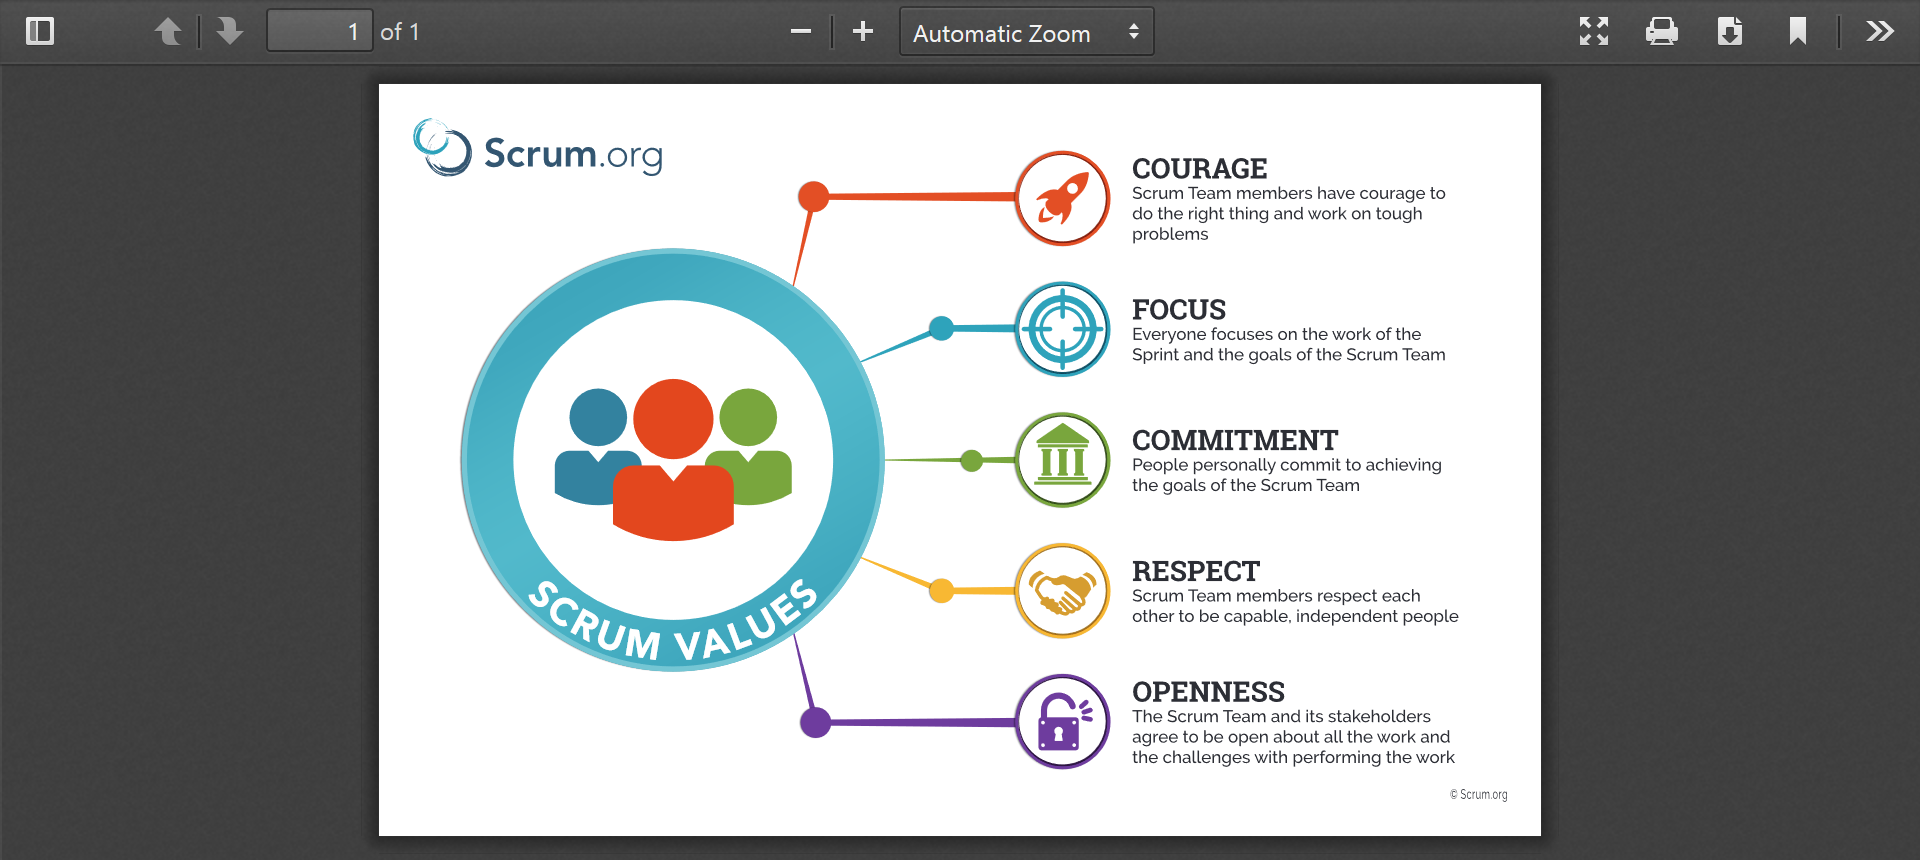 1 of 1
Automatic Zoom
Scrum.org
COURAGE
Scrum Team members have courage to
do the right thing and work on tough
problems
FOCUS
Everyone focuses on the work of the
Sprint and the goals of the Scrum Team
COMMITMENT
People personally commit to achieving
the goals of the Scrum Team
RESPECT
Scrum Team members respect each
other to be capable, independent people
SCRUM VALUES
OPENNESS
The Scrum Team and its stakeholders
agree to be open about all the work and
the challenges with performing the work
© Scrum.org